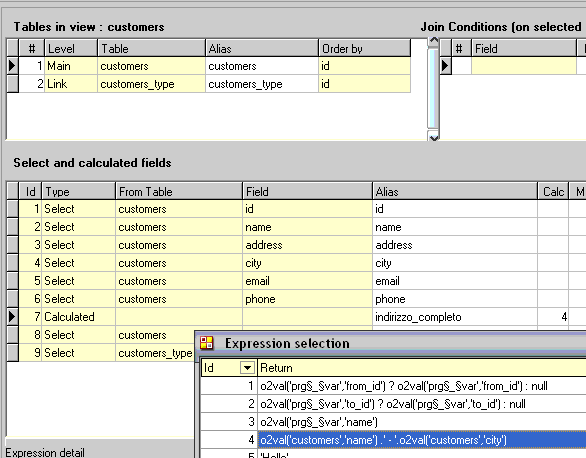 Tables in view : customers
Join Conditions (on selected
# Level Table Alias Order by
# Field
1 Main customers customers id
2 Link customers_type customers_type id
Select and calculated fields
Id Type From Table Field Alias Calc M
1 Select customers id id
2 Select customers name name
3 Select customers address address
4 Select customers city city
5 Select customers email email
6 Select customers phone phone
7 Calculated indirizzo_completo 4
8 Select customers
9 Select customers_type
Expression selection
Id Return
1 o2val('prg§_§var','from_id') ? o2val('prg§_§var','from_id') : null
2 o2val('prg§_§var','to_id') ? o2val('prg§_§var','to_id') : null
3 o2val('prg§_§var','name')
4 o2val('customers','name') .' - '.o2val('customers','city')
5 'Hello'
Expression detail